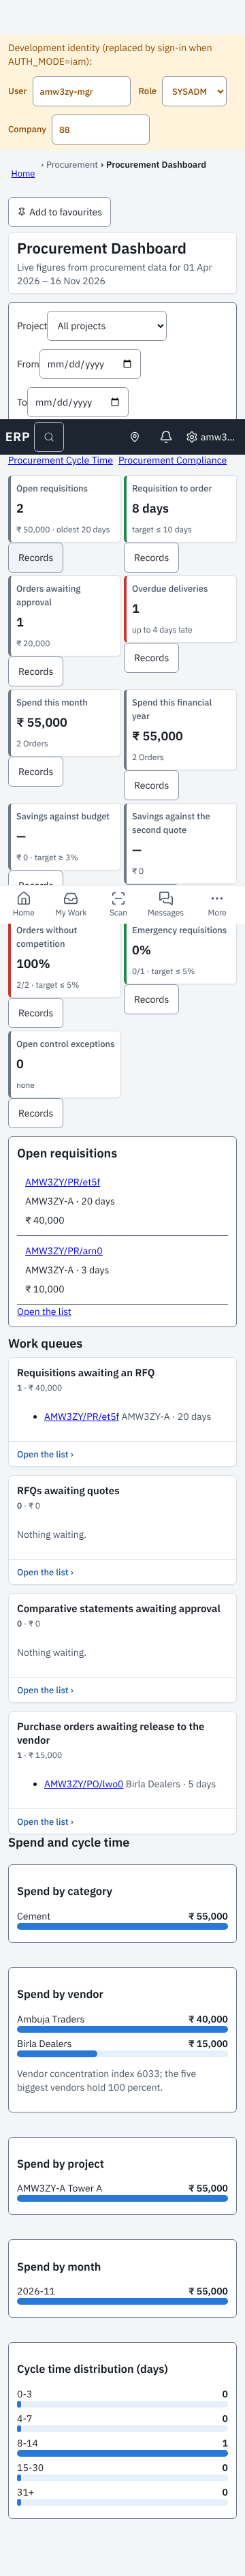 Development identity (replaced by sign-in when
AUTH_MODE=iam):
User amw3zy-mgr Role SYSADM
Company 88
Home › Procurement › Procurement Dashboard
Add to favourites
Procurement Dashboard
Live figures from procurement data for 01 Apr
2026 – 16 Nov 2026
Project All projects
From mm/dd/yyyy
To mm/dd/yyyy
ERP amw3...
Procurement Cycle Time Procurement Compliance
Open requisitions
2
₹ 50,000 · oldest 20 days
Records
Requisition to order
8 days
target ≤ 10 days
Records
Orders awaiting
approval
1
₹ 20,000
Records
Overdue deliveries
1
up to 4 days late
Records
Spend this month
₹ 55,000
2 Orders
Records
Spend this financial
year
₹ 55,000
2 Orders
Records
Savings against budget
—
₹ 0 · target ≥ 3%
Records
Savings against the
second quote
—
₹ 0
Home My Work Scan Messages More
Orders without
competition
100%
2/2 · target ≤ 5%
Records
Emergency requisitions
0%
0/1 · target ≤ 5%
Records
Open control exceptions
0
none
Records
Open requisitions
AMW3ZY/PR/et5f
AMW3ZY-A · 20 days
₹ 40,000
AMW3ZY/PR/arn0
AMW3ZY-A · 3 days
₹ 10,000
Open the list
Work queues
Requisitions awaiting an RFQ
1 · ₹ 40,000
• AMW3ZY/PR/et5f AMW3ZY-A · 20 days
Open the list ›
RFQs awaiting quotes
0 · ₹ 0
Nothing waiting.
Open the list ›
Comparative statements awaiting approval
0 · ₹ 0
Nothing waiting.
Open the list ›
Purchase orders awaiting release to the
vendor
1 · ₹ 15,000
• AMW3ZY/PO/lwo0 Birla Dealers · 5 days
Open the list ›
Spend and cycle time
Spend by category
Cement ₹ 55,000
Spend by vendor
Ambuja Traders ₹ 40,000
Birla Dealers ₹ 15,000
Vendor concentration index 6033; the five
biggest vendors hold 100 percent.
Spend by project
AMW3ZY-A Tower A ₹ 55,000
Spend by month
2026-11 ₹ 55,000
Cycle time distribution (days)
0-3 0
4-7 0
8-14 1
15-30 0
31+ 0